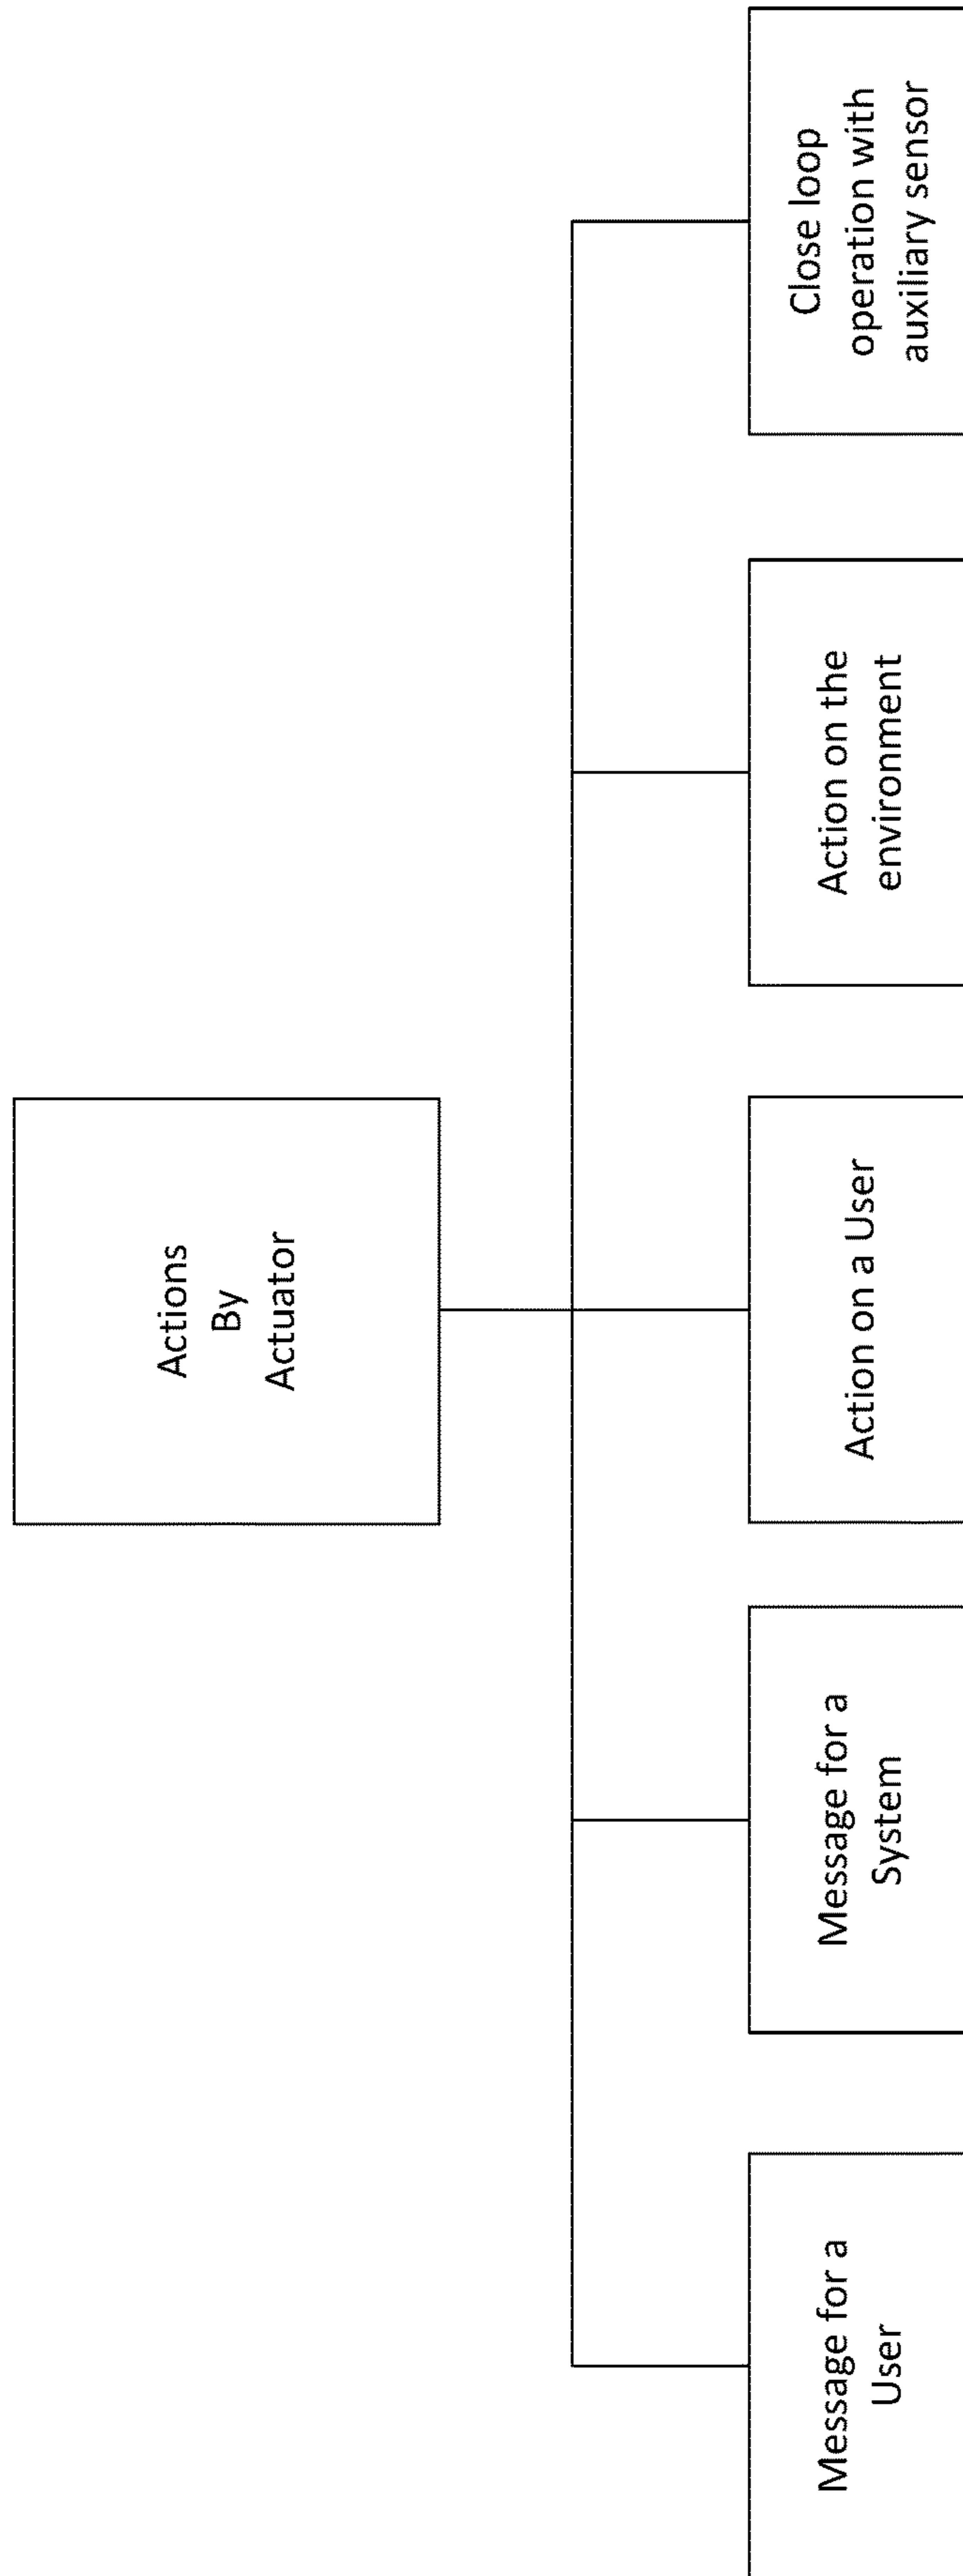 Actions
By
Actuator
Message for a
User
Message for a
System
Action on a User
Action on the
environment
Close loop
operation with
auxiliary sensor